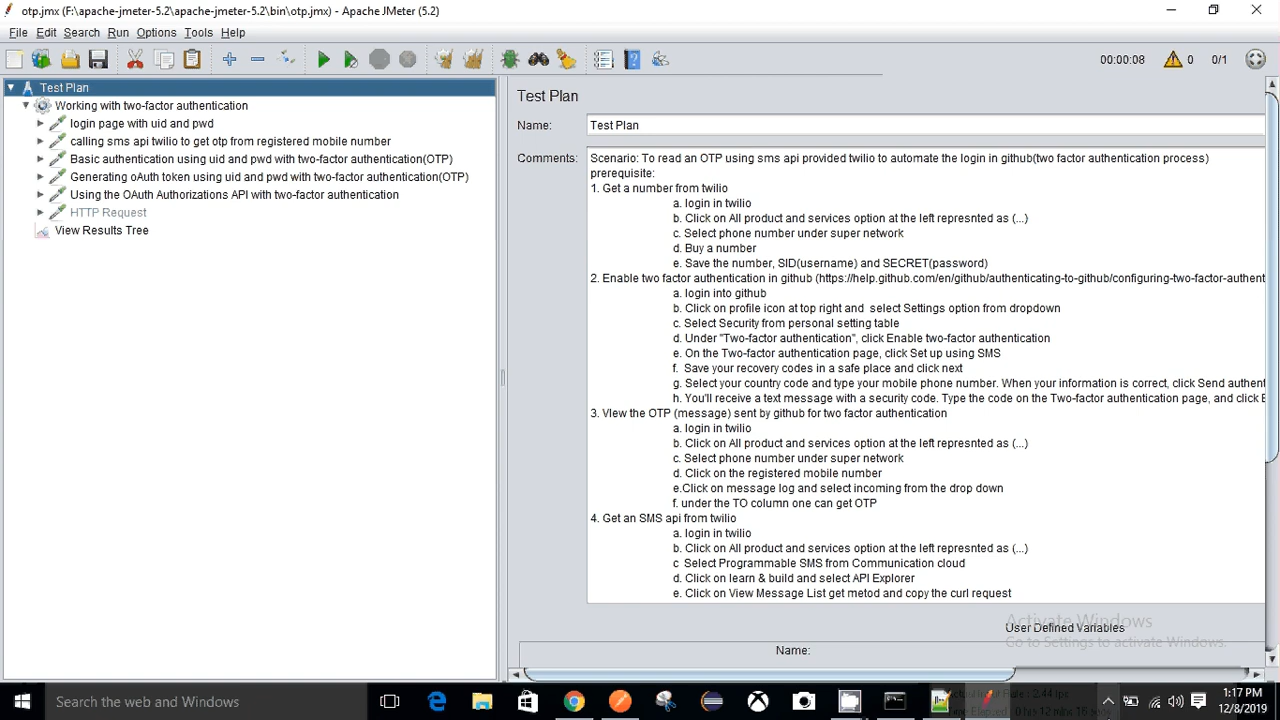 otp.jmx (F:\apache-jmeter-5.2\apache-jmeter-5.2\bin\otp.jmx) - Apache JMeter (5.2)
File Edit Search Run Options Tools Help
00:00:08 0 0/1
Test Plan
Working with two-factor authentication
login page with uid and pwd
calling sms api twilio to get otp from registered mobile number
Basic authentication using uid and pwd with two-factor authentication(OTP)
Generating oAuth token using uid and pwd with two-factor authentication(OTP)
Using the OAuth Authorizations API with two-factor authentication
HTTP Request
View Results Tree
Test Plan
Name: Test Plan
Comments: Scenario: To read an OTP using sms api provided twilio to automate the login in github(two factor authentication process)
prerequisite:
1. Get a number from twilio
a. login in twilio
b. Click on All product and services option at the left represnted as (...)
c. Select phone number under super network
d. Buy a number
e. Save the number, SID(username) and SECRET(password)
2. Enable two factor authentication in github (https://help.github.com/en/github/authenticating-to-github/configuring-two-factor-authent
a. login into github
b. Click on profile icon at top right and select Settings option from dropdown
c. Select Security from personal setting table
d. Under "Two-factor authentication", click Enable two-factor authentication
e. On the Two-factor authentication page, click Set up using SMS
f. Save your recovery codes in a safe place and click next
g. Select your country code and type your mobile phone number. When your information is correct, click Send authent
h. You'll receive a text message with a security code. Type the code on the Two-factor authentication page, and click E
3. VIew the OTP (message) sent by github for two factor authentication
a. login in twilio
b. Click on All product and services option at the left represnted as (...)
c. Select phone number under super network
d. Click on the registered mobile number
e.Click on message log and select incoming from the drop down
f. under the TO column one can get OTP
4. Get an SMS api from twilio
a. login in twilio
b. Click on All product and services option at the left represnted as (...)
c Select Programmable SMS from Communication cloud
d. Click on learn & build and select API Explorer
e. Click on View Message List get metod and copy the curl request
Activate Windows
User Defined Variables
Go to Settings to activate Windows.
Name:
Search the web and Windows
1:17 PM
12/8/2019